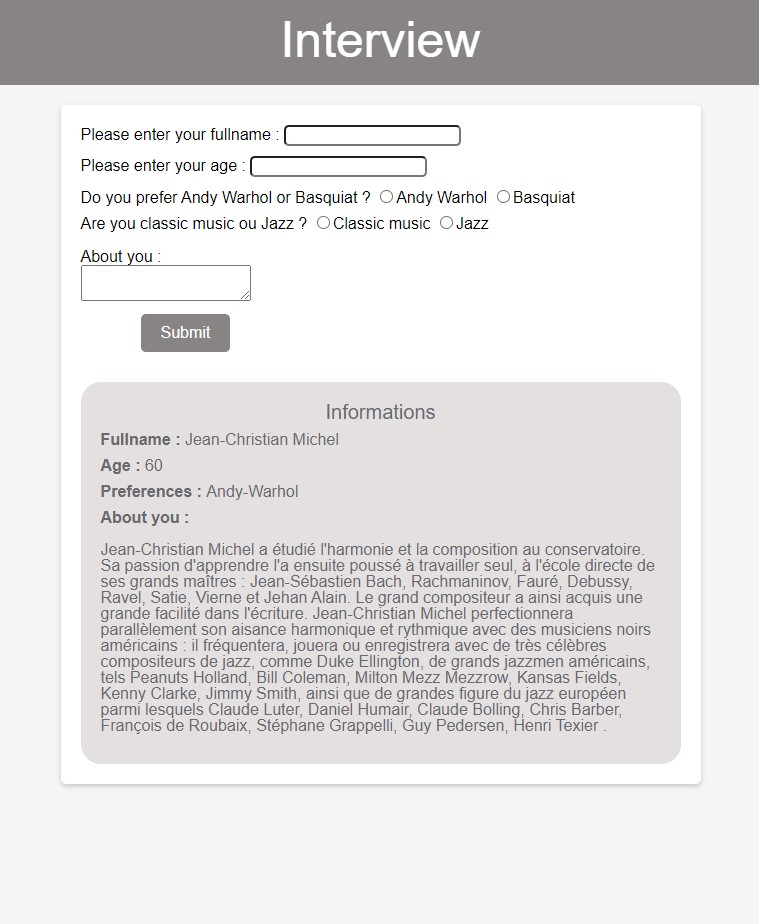 Interview
Please enter your fullname :
Please enter your age :
Do you prefer Andy Warhol or Basquiat ? Andy Warhol Basquiat
Are you classic music ou Jazz ? Classic music Jazz
About you :
Submit
Informations
Fullname : Jean-Christian Michel
Age : 60
Preferences : Andy-Warhol
About you :
Jean-Christian Michel a étudié l'harmonie et la composition au conservatoire.
Sa passion d'apprendre l'a ensuite poussé à travailler seul, à l'école directe de
ses grands maîtres : Jean-Sébastien Bach, Rachmaninov, Fauré, Debussy,
Ravel, Satie, Vierne et Jehan Alain. Le grand compositeur a ainsi acquis une
grande facilité dans l'écriture. Jean-Christian Michel perfectionnera
parallèlement son aisance harmonique et rythmique avec des musiciens noirs
américains : il fréquentera, jouera ou enregistrera avec de très célèbres
compositeurs de jazz, comme Duke Ellington, de grands jazzmen américains,
tels Peanuts Holland, Bill Coleman, Milton Mezz Mezzrow, Kansas Fields,
Kenny Clarke, Jimmy Smith, ainsi que de grandes figure du jazz européen
parmi lesquels Claude Luter, Daniel Humair, Claude Bolling, Chris Barber,
François de Roubaix, Stéphane Grappelli, Guy Pedersen, Henri Texier .